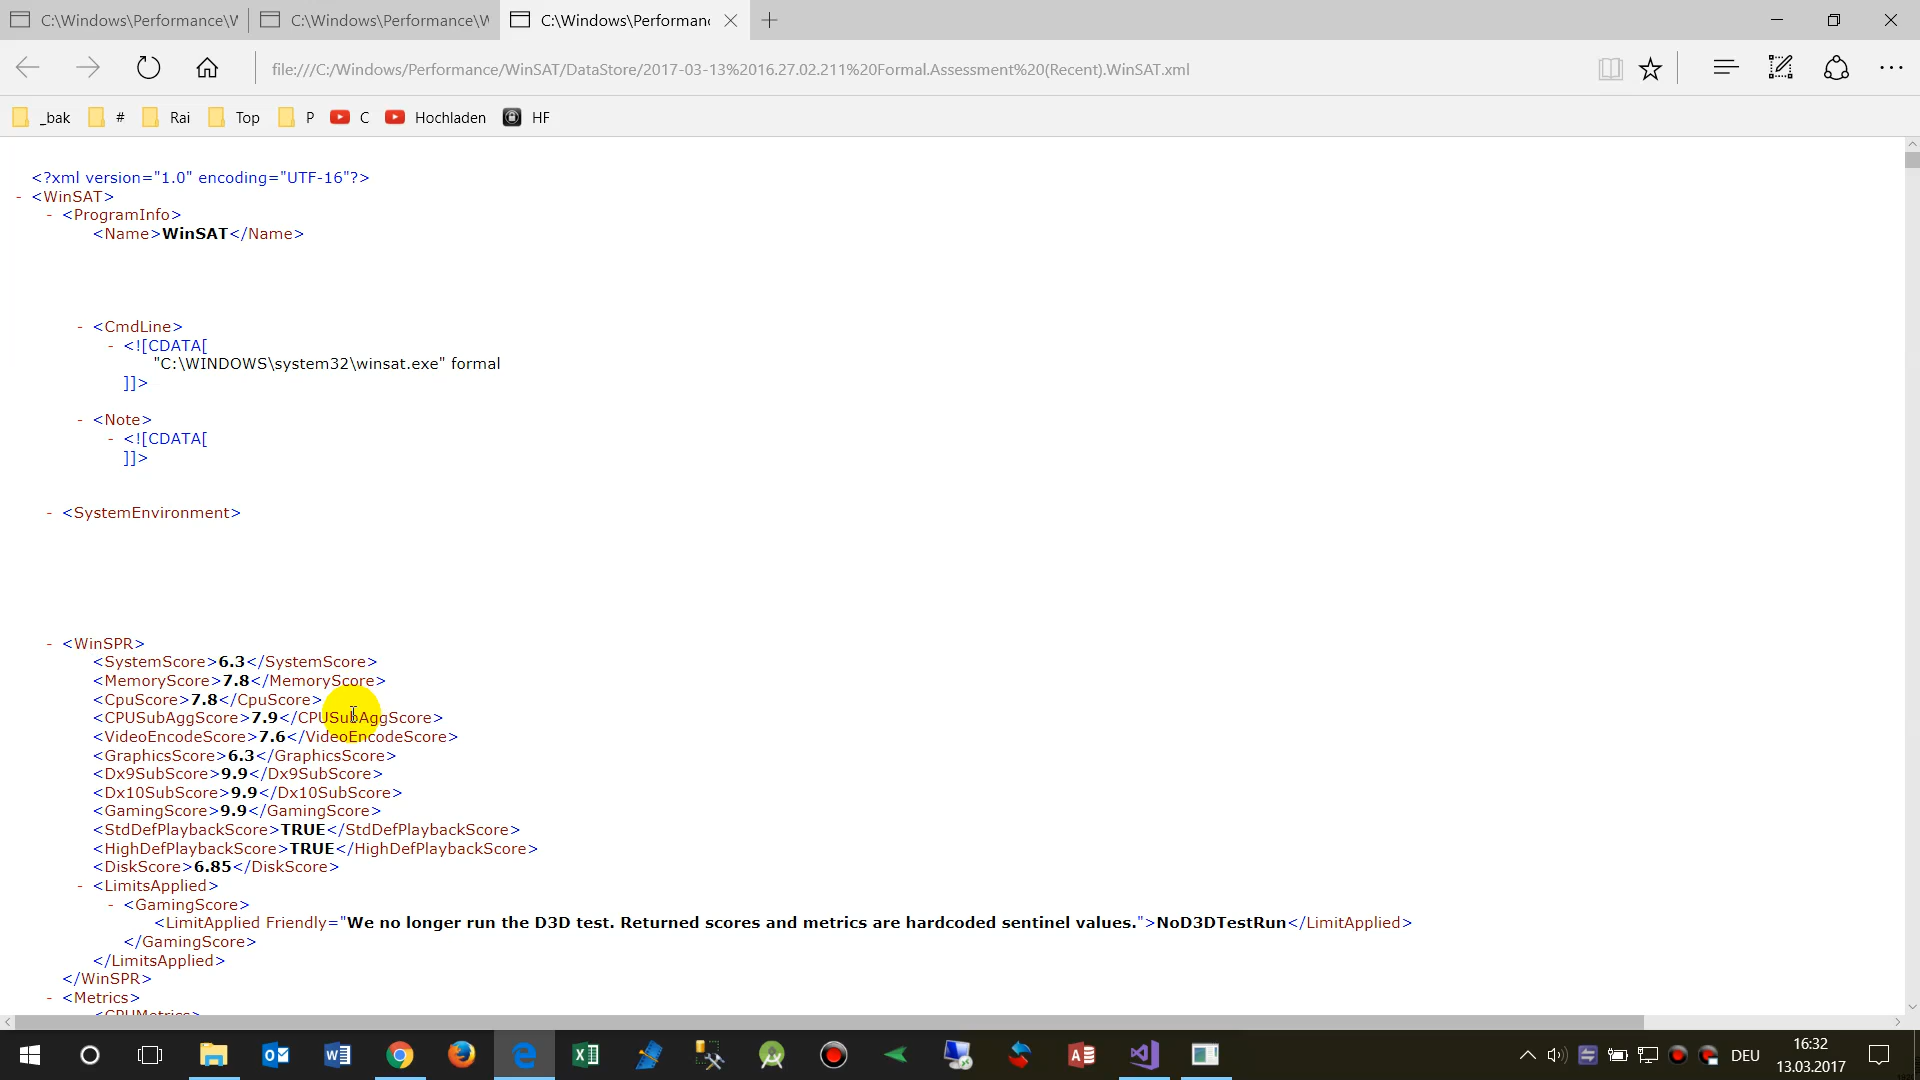 C:\Windows\Performance\W
C:\Windows\Performance\W
C:\Windows\Performanc
file:///C:/Windows/Performance/WinSAT/DataStore/2017-03-13%2016.27.02.211%20Formal.Assessment%20(Recent).WinSAT.xml
_bak # Rai Top P C Hochladen HF
<?xml version="1.0" encoding="UTF-16"?>
- <WinSAT>
- <ProgramInfo>
<Name>WinSAT</Name>
- <CmdLine>
- <![CDATA[
"C:\WINDOWS\system32\winsat.exe" formal
]]>
- <Note>
- <![CDATA[
]]>
- <SystemEnvironment>
- <WinSPR>
<SystemScore>6.3</SystemScore>
<MemoryScore>7.8</MemoryScore>
<CpuScore>7.8</CpuScore>
<CPUSubAggScore>7.9</CPUSubAggScore>
<VideoEncodeScore>7.6</VideoEncodeScore>
<GraphicsScore>6.3</GraphicsScore>
<Dx9SubScore>9.9</Dx9SubScore>
<Dx10SubScore>9.9</Dx10SubScore>
<GamingScore>9.9</GamingScore>
<StdDefPlaybackScore>TRUE</StdDefPlaybackScore>
<HighDefPlaybackScore>TRUE</HighDefPlaybackScore>
<DiskScore>6.85</DiskScore>
- <LimitsApplied>
- <GamingScore>
<LimitApplied Friendly="We no longer run the D3D test. Returned scores and metrics are hardcoded sentinel values.">NoD3DTestRun</LimitApplied>
</GamingScore>
</LimitsApplied>
</WinSPR>
- <Metrics>
<CPUMetrics>
DEU
16:32
13.03.2017